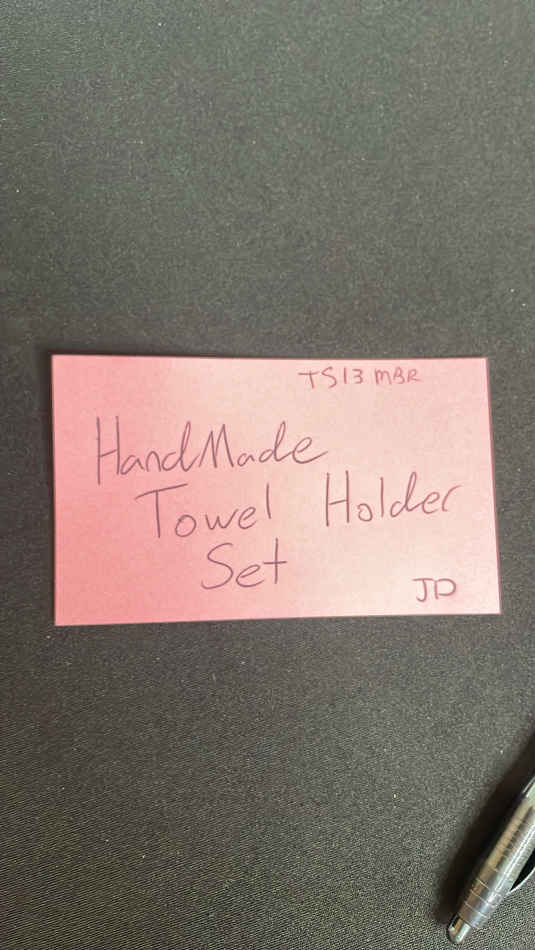 TS13 MBR
HandMade
Towel Holder
Set
JD